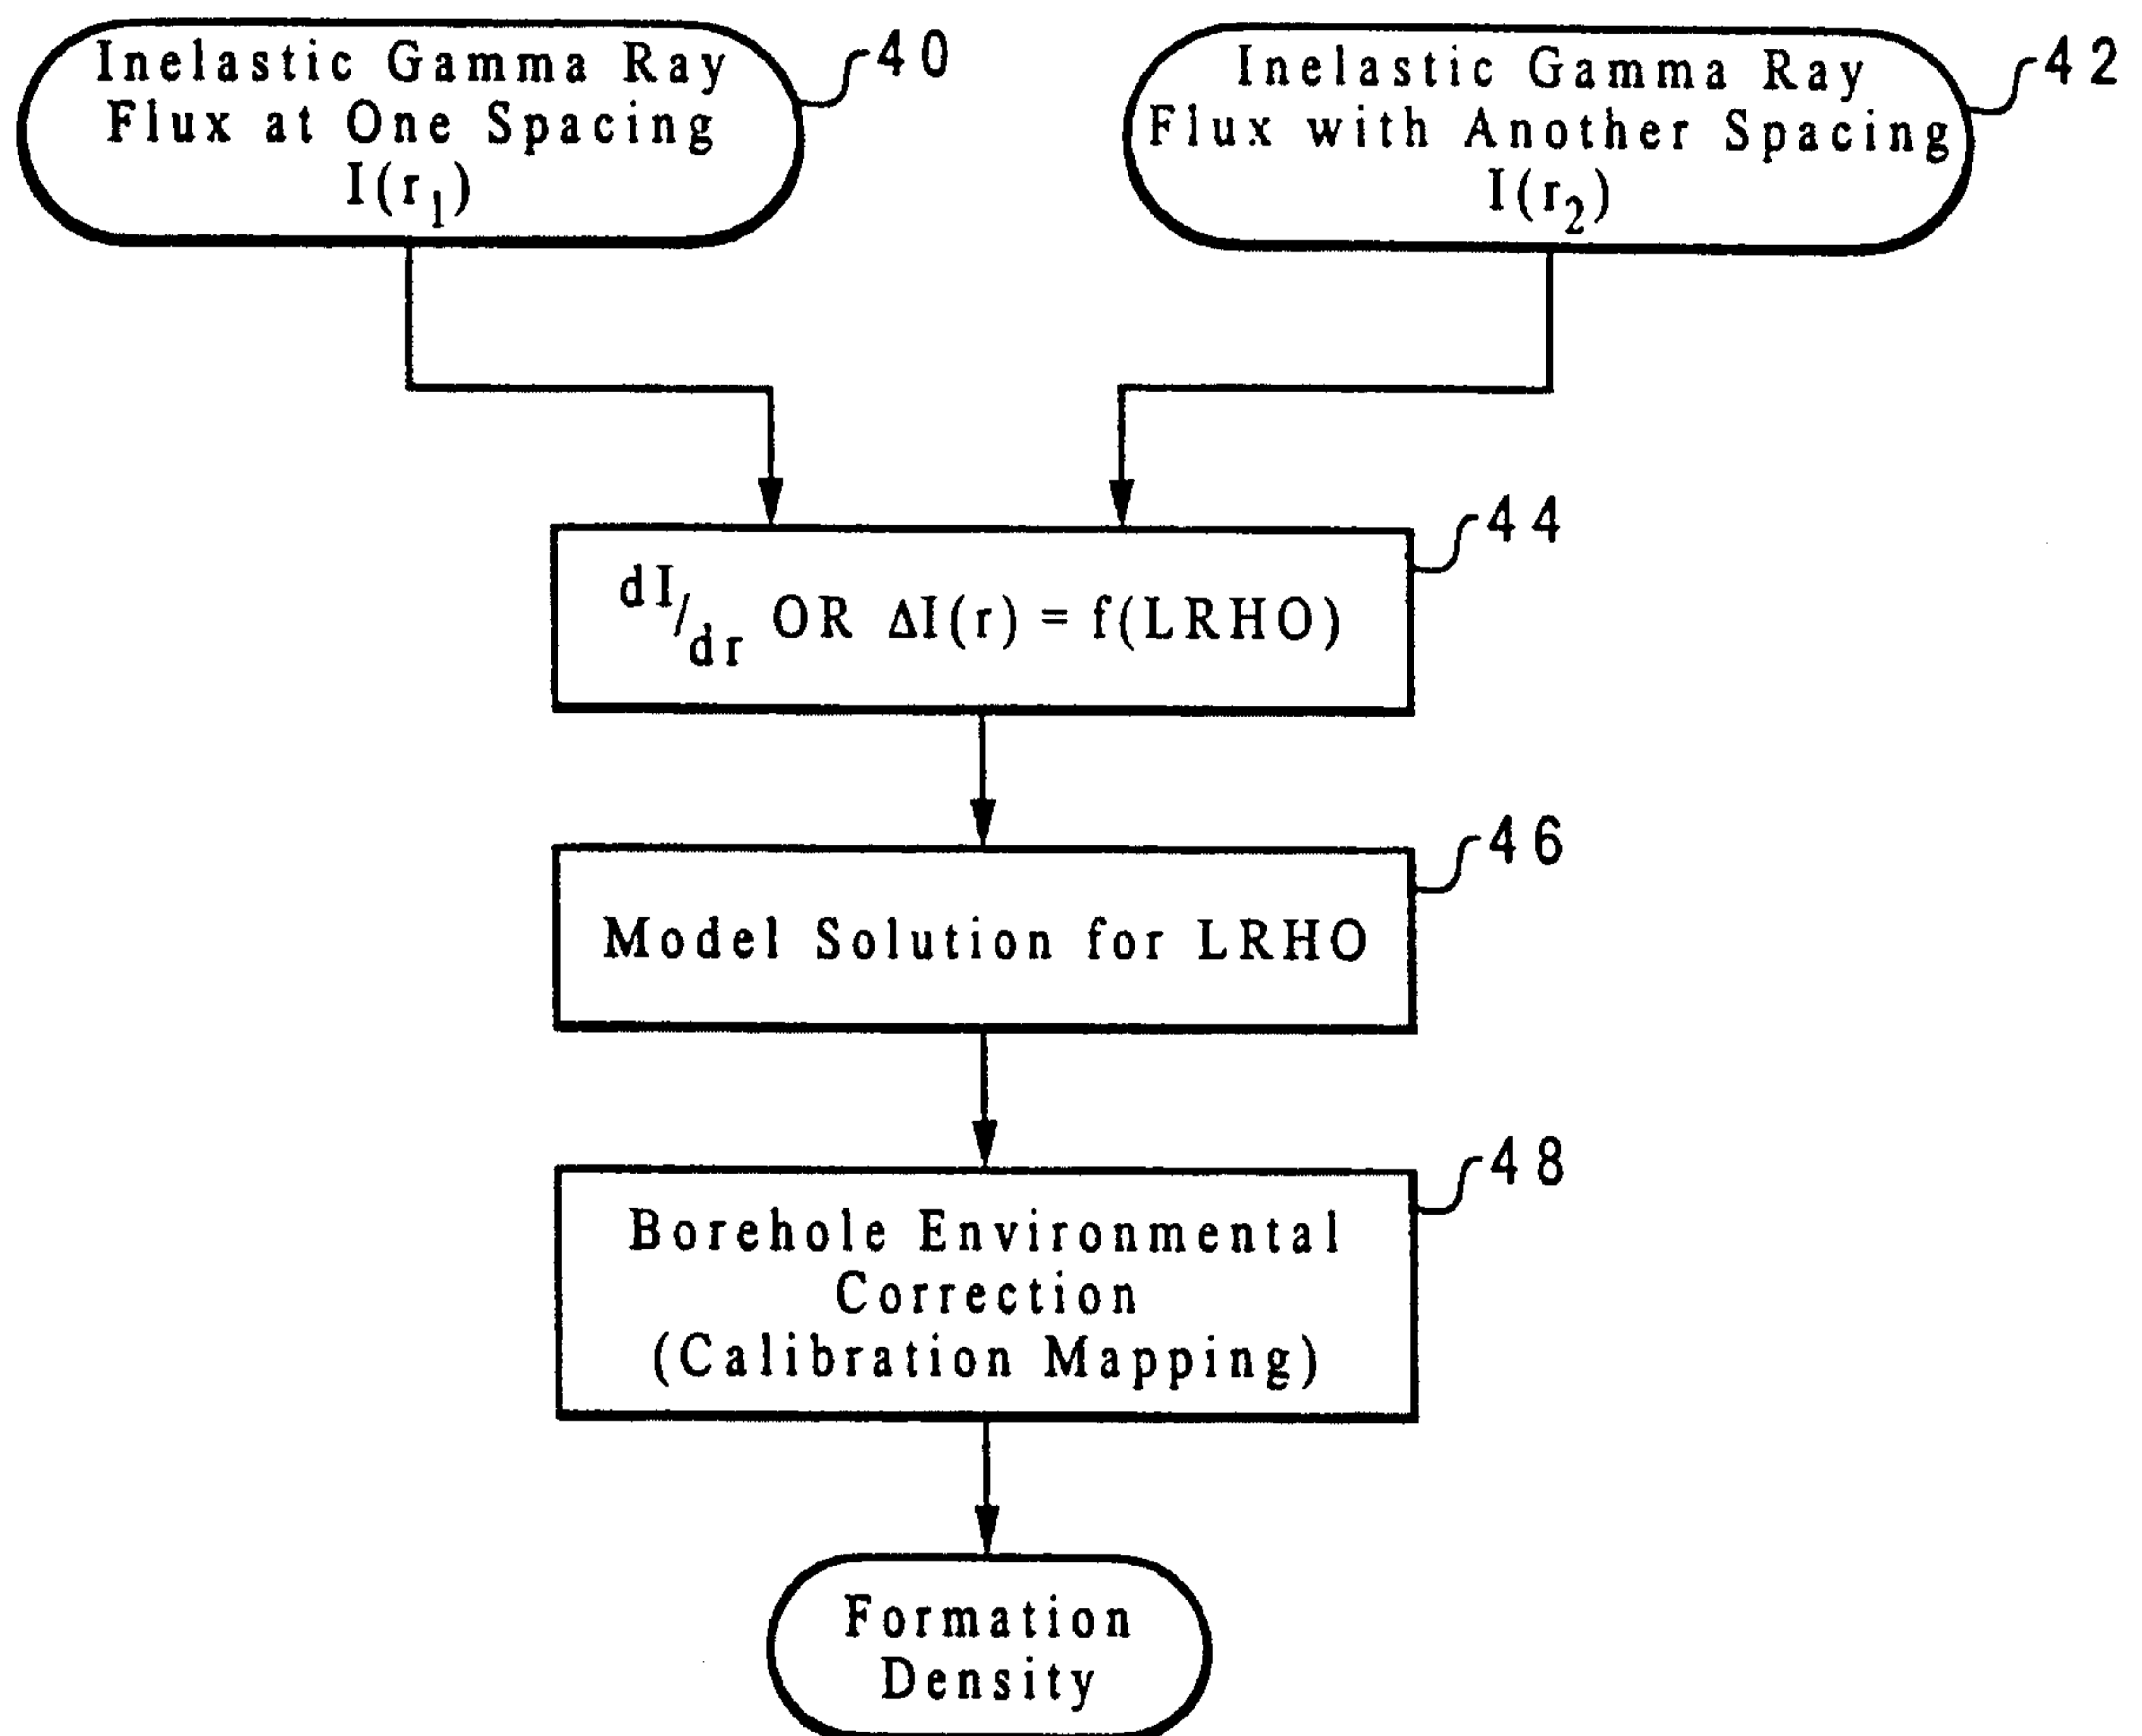 Inelastic Gamma Ray
Flux at One Spacing
I(r₁)
40
Inelastic Gamma Ray
Flux with Another Spacing
I(r₂)
42
dI/dr OR ΔI(r) = f(LRHO)
44
Model Solution for LRHO
46
Borehole Environmental
Correction
(Calibration Mapping)
48
Formation
Density